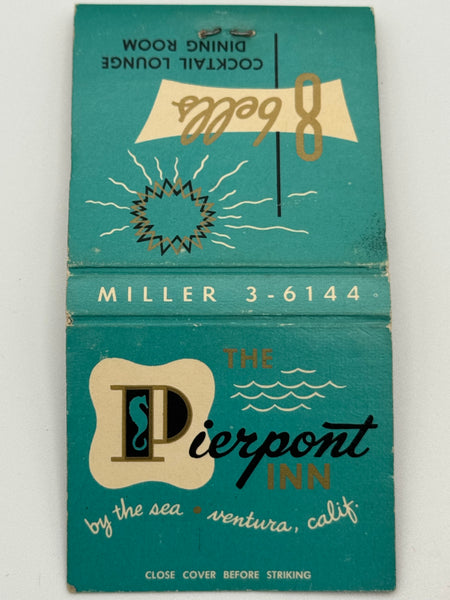 8 bells
COCKTAIL LOUNGE
DINING ROOM
MILLER 3-6144
THE
Pierpont
INN
by the sea • ventura, calif.
CLOSE COVER BEFORE STRIKING